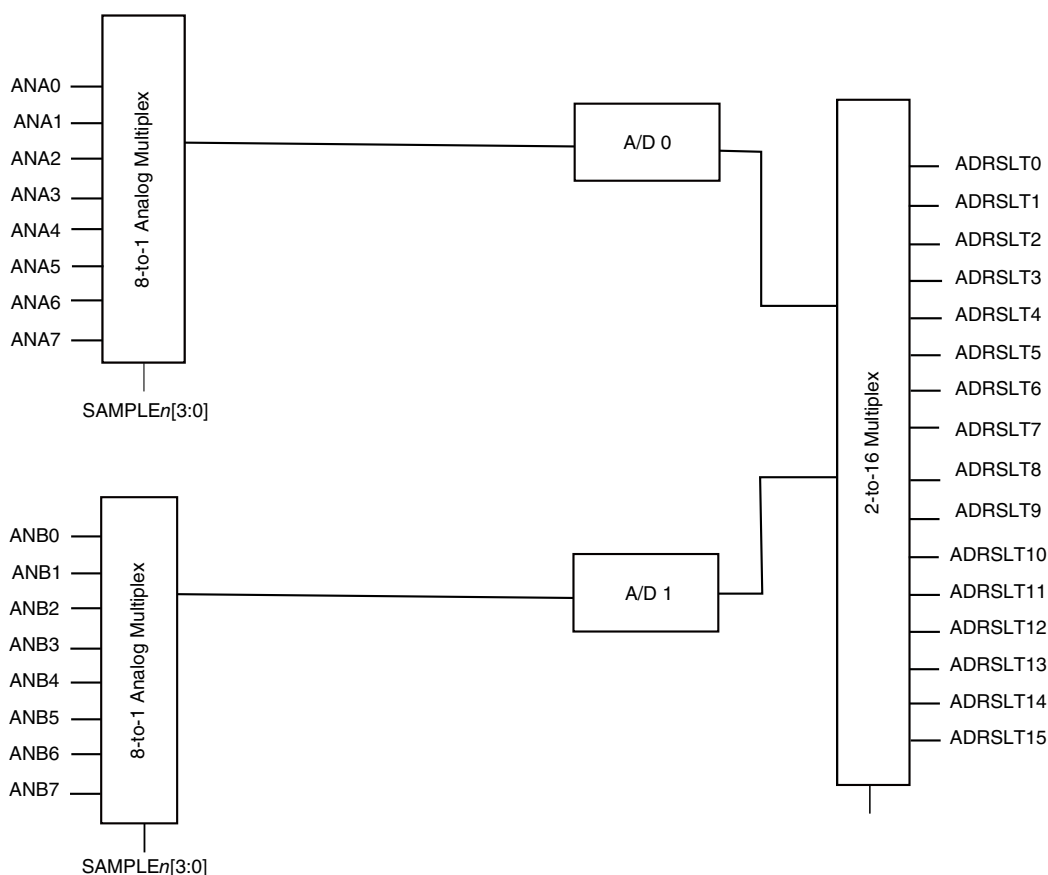 ANA0
ANA1
ANA2
ANA3
ANA4
ANA5
ANA6
ANA7
8-to-1 Analog Multiplex
SAMPLEn[3:0]
A/D 0
ANB0
ANB1
ANB2
ANB3
ANB4
ANB5
ANB6
ANB7
8-to-1 Analog Multiplex
SAMPLEn[3:0]
A/D 1
2-to-16 Multiplex
ADRSLT0
ADRSLT1
ADRSLT2
ADRSLT3
ADRSLT4
ADRSLT5
ADRSLT6
ADRSLT7
ADRSLT8
ADRSLT9
ADRSLT10
ADRSLT11
ADRSLT12
ADRSLT13
ADRSLT14
ADRSLT15